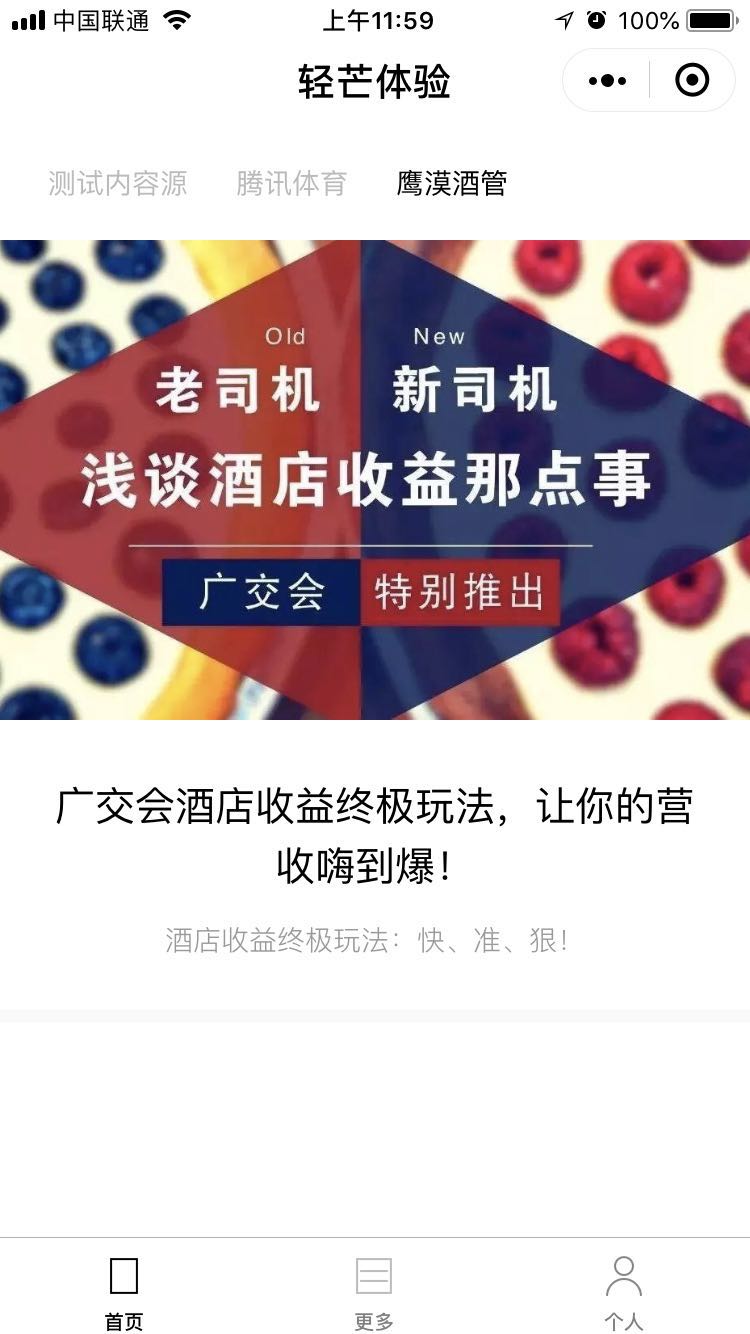 中国联通
上午11:59
100%
轻芒体验
测试内容源
腾讯体育
鹰漠酒管
Old
New
老司机
新司机
浅谈酒店收益那点事
广交会
特别推出
广交会酒店收益终极玩法，让你的营
收嗨到爆！
酒店收益终极玩法：快、准、狠！
首页
更多
个人